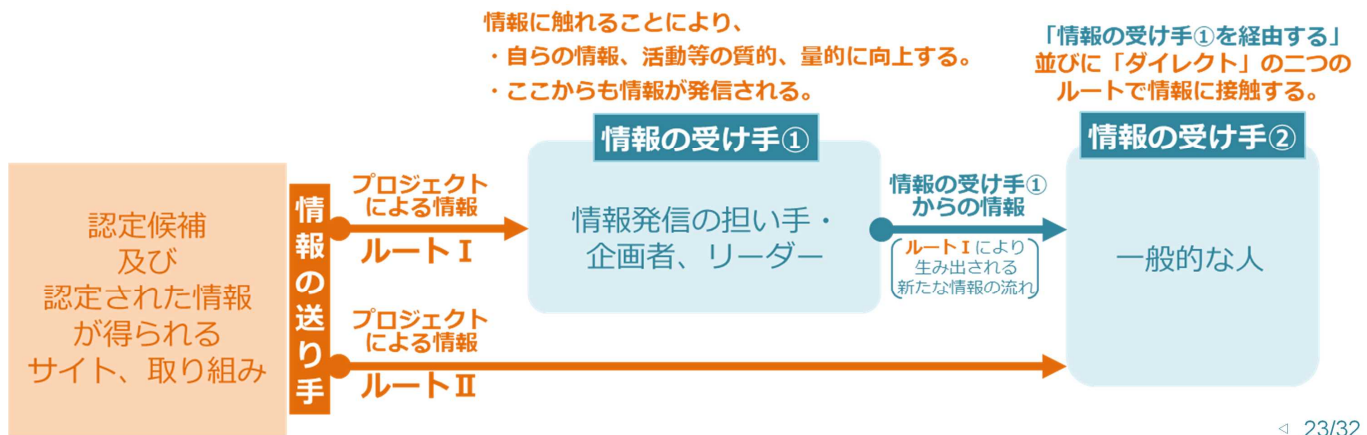 情報に触れることにより、
・自らの情報、活動等の質的、量的に向上する。
・ここからも情報が発信される。
「情報の受け手①を経由する」
並びに「ダイレクト」の二つの
ルートで情報に接触する。
情報の受け手①
情報の受け手②
認定候補
及び
認定された情報
が得られる
サイト、取り組み
情報の送り手
プロジェクト
による情報
ルートⅠ
情報発信の担い手・
企画者、リーダー
情報の受け手①
からの情報
ルートⅠにより
生み出される
新たな情報の流れ
一般的な人
プロジェクト
による情報
ルートⅡ
◁ 23/32